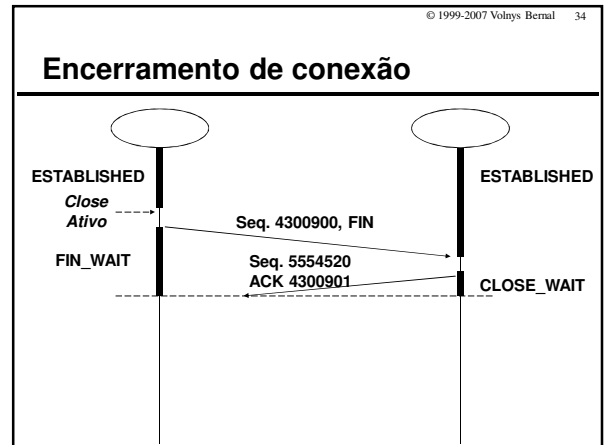 © 1999-2007 Volnys Bernal 34
Encerramento de conexão
ESTABLISHED
ESTABLISHED
Close
Ativo
Seq. 4300900, FIN
FIN_WAIT
Seq. 5554520
ACK 4300901
CLOSE_WAIT